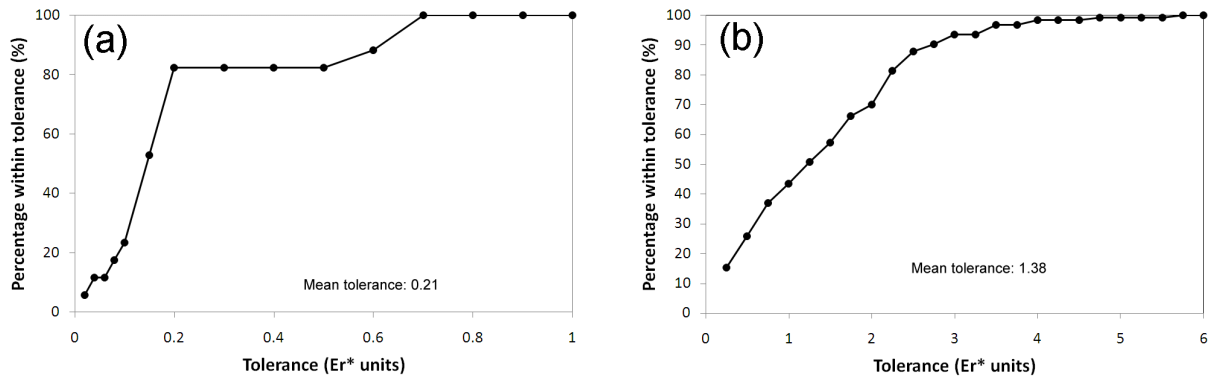 (a)
Percentage within tolerance (%)
100
80
60
40
20
0
Mean tolerance: 0.21
0 0.2 0.4 0.6 0.8 1
Tolerance (Er* units)
(b)
Percentage within tolerance (%)
100
90
80
70
60
50
40
30
20
10
0
Mean tolerance: 1.38
0 1 2 3 4 5 6
Tolerance (Er* units)